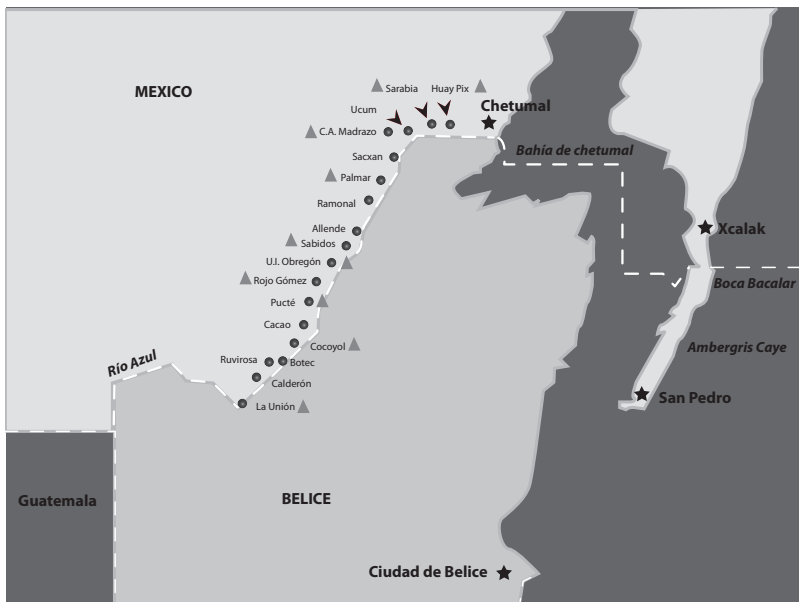 Sarabia
Huay Pix
MEXICO
Ucum
Chetumal
C.A. Madrazo
Bahía de chetumal
Sacxan
Palmar
Ramonal
Allende
Xcalak
Sabidos
U.I. Obregón
Rojo Gómez
Boca Bacalar
Pucté
Cacao
Cocoyol
Ambergris Caye
Río Azul
Ruvirosa
Botec
Calderón
San Pedro
La Unión
Guatemala
BELICE
Ciudad de Belice